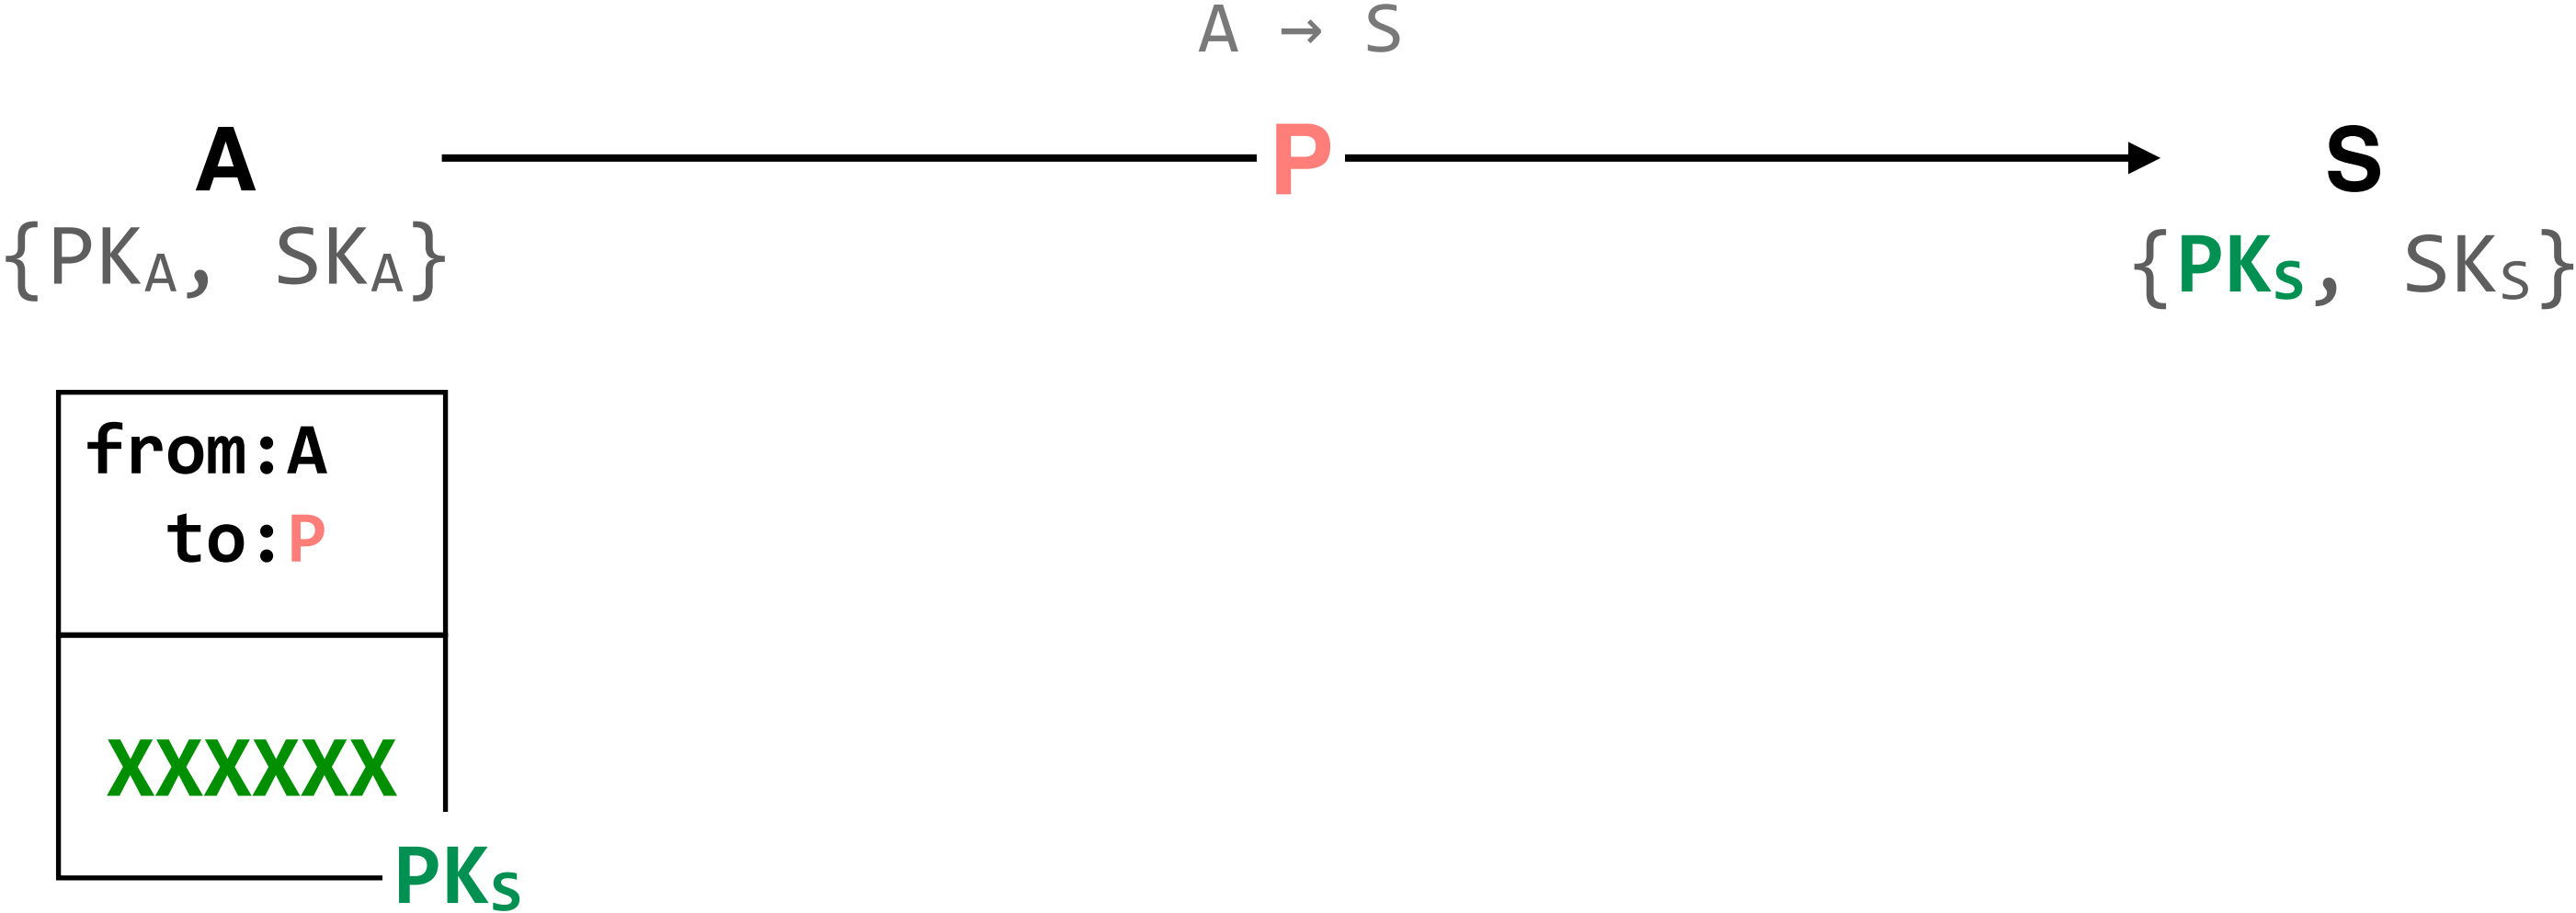 A → S
A P S
{PKA, SKA} {PKS, SKS}
from:A
to:P
XXXXXX
PKS